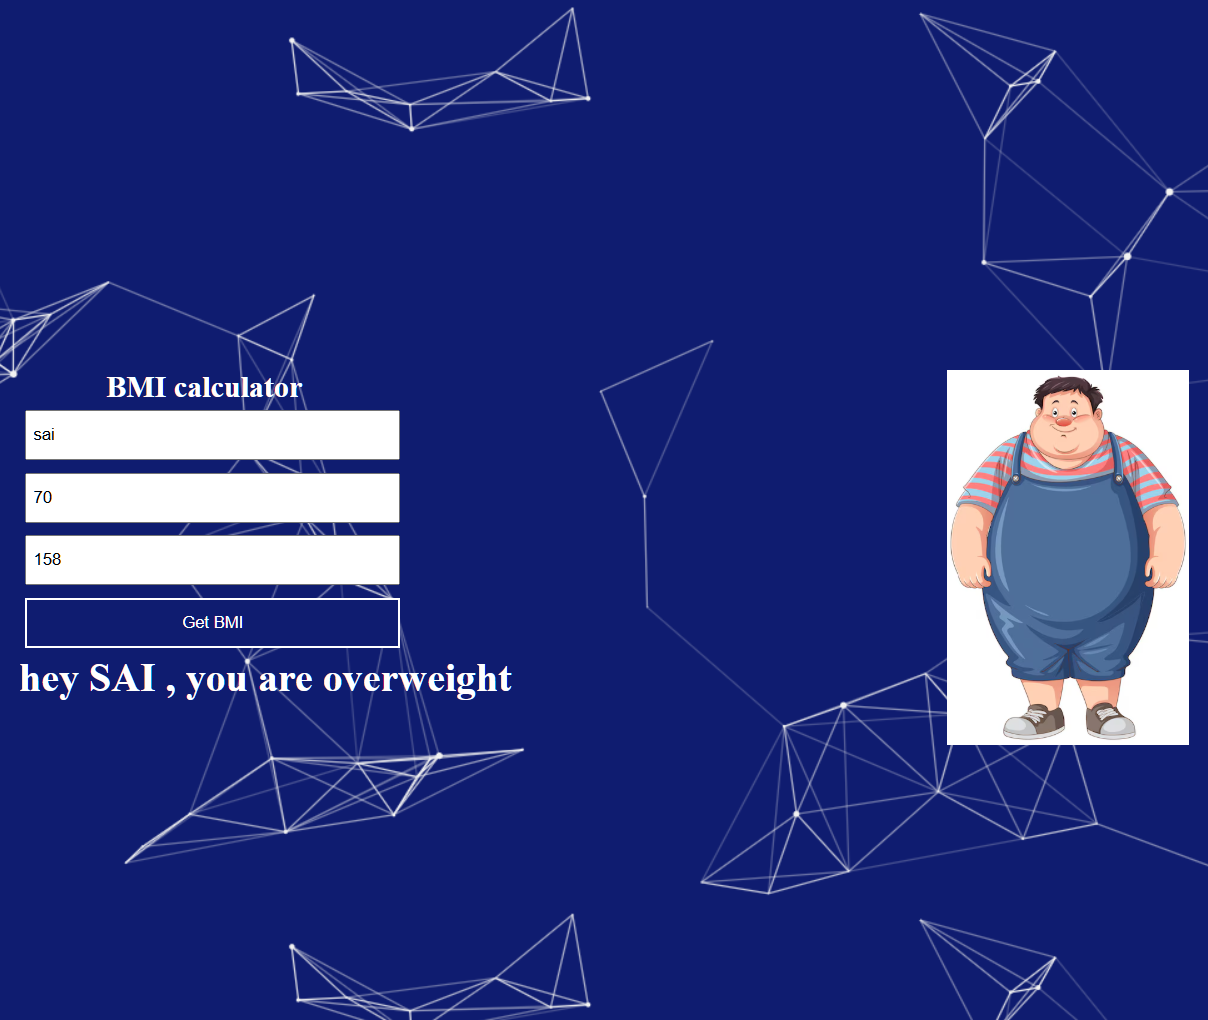 BMI calculator
sai
70
158
Get BMI
hey SAI , you are overweight